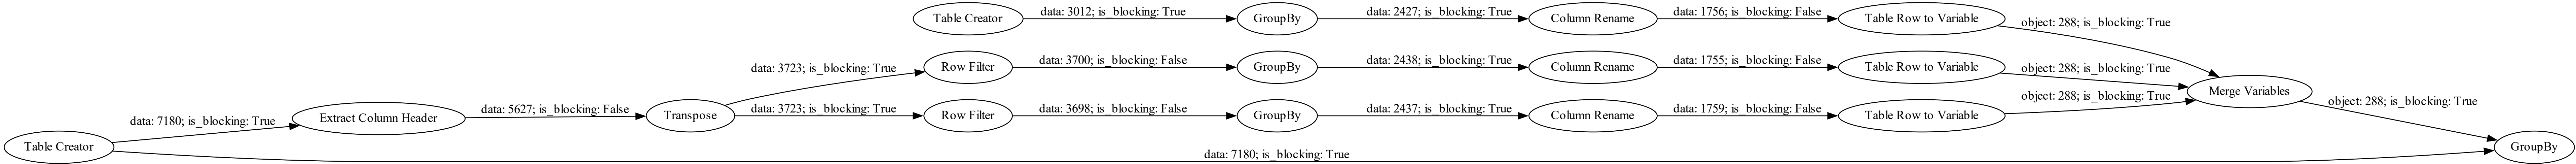 Table Creator
data: 3012; is_blocking: True
GroupBy
data: 2427; is_blocking: True
Column Rename
data: 1756; is_blocking: False
Table Row to Variable
object: 288; is_blocking: True
data: 3723; is_blocking: True
Row Filter
data: 3700; is_blocking: False
GroupBy
data: 2438; is_blocking: True
Column Rename
data: 1755; is_blocking: False
Table Row to Variable
object: 288; is_blocking: True
Merge Variables
object: 288; is_blocking: True
Table Creator
data: 7180; is_blocking: True
Extract Column Header
data: 5627; is_blocking: False
Transpose
data: 3723; is_blocking: True
Row Filter
data: 3698; is_blocking: False
GroupBy
data: 2437; is_blocking: True
Column Rename
data: 1759; is_blocking: False
Table Row to Variable
object: 288; is_blocking: True
data: 7180; is_blocking: True
GroupBy